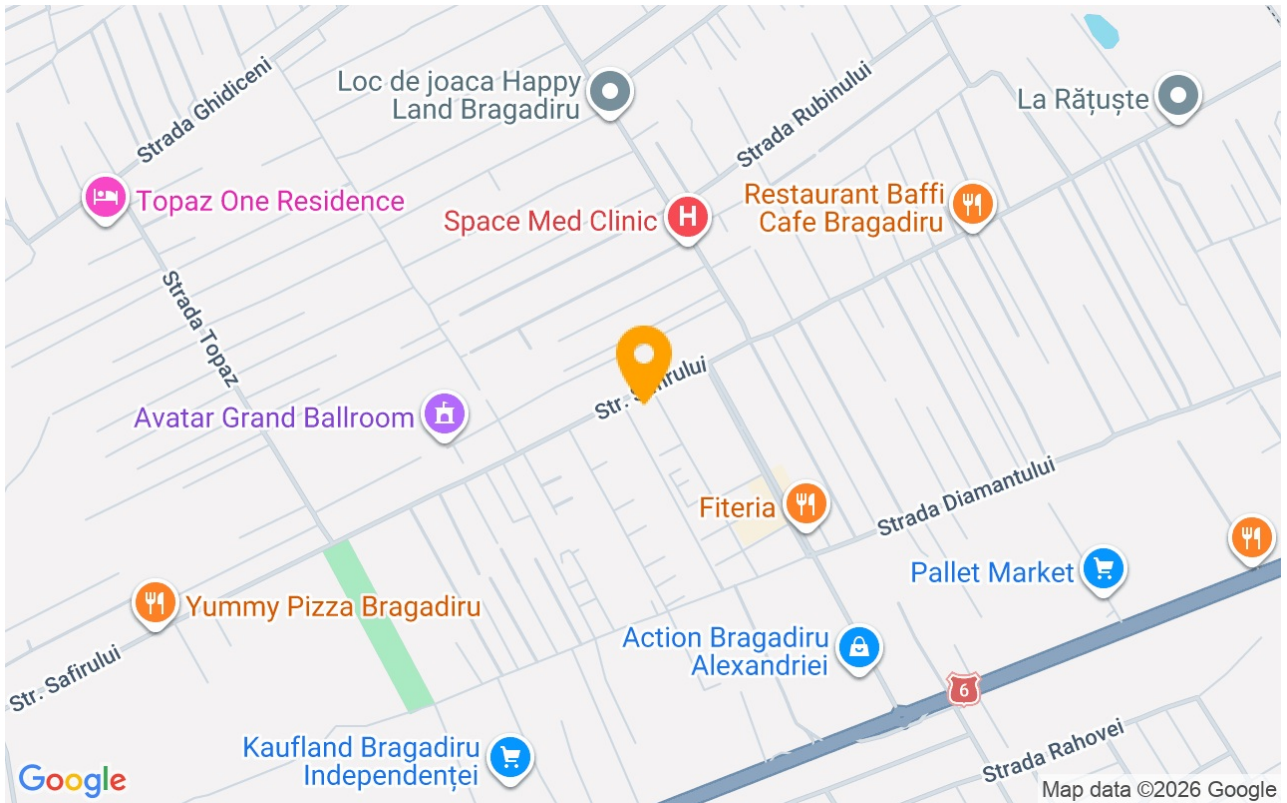 Strada Ghidiceni
Loc de joaca Happy
Land Bragadiru
Strada Rubinului
La Rățuște
Topaz One Residence
Space Med Clinic
H
Restaurant Baffi
Cafe Bragadiru
Strada Topaz
Str. Safirului
Avatar Grand Ballroom
Fiteria
Strada Diamantului
Pallet Market
Yummy Pizza Bragadiru
Action Bragadiru
Alexandriei
6
Str. Safirului
Kaufland Bragadiru
Independenței
Strada Rahovei
Google
Map data ©2026 Google